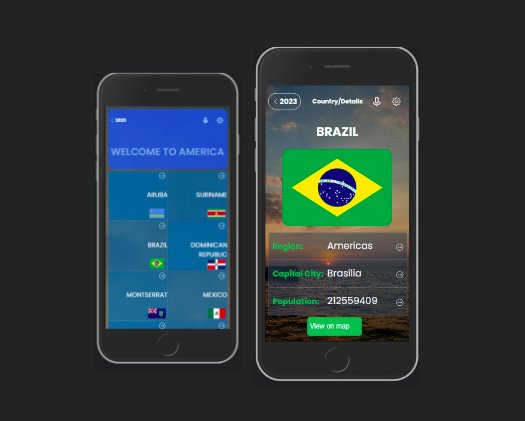 2023
WELCOME TO AMERICA
ARUBA
SURINAME
BRAZIL
DOMINICAN
REPUBLIC
MONTSERRAT
MEXICO
2023
Country/Details
BRAZIL
Region: Americas
Capital City: Brasília
Population: 212559409
View on map